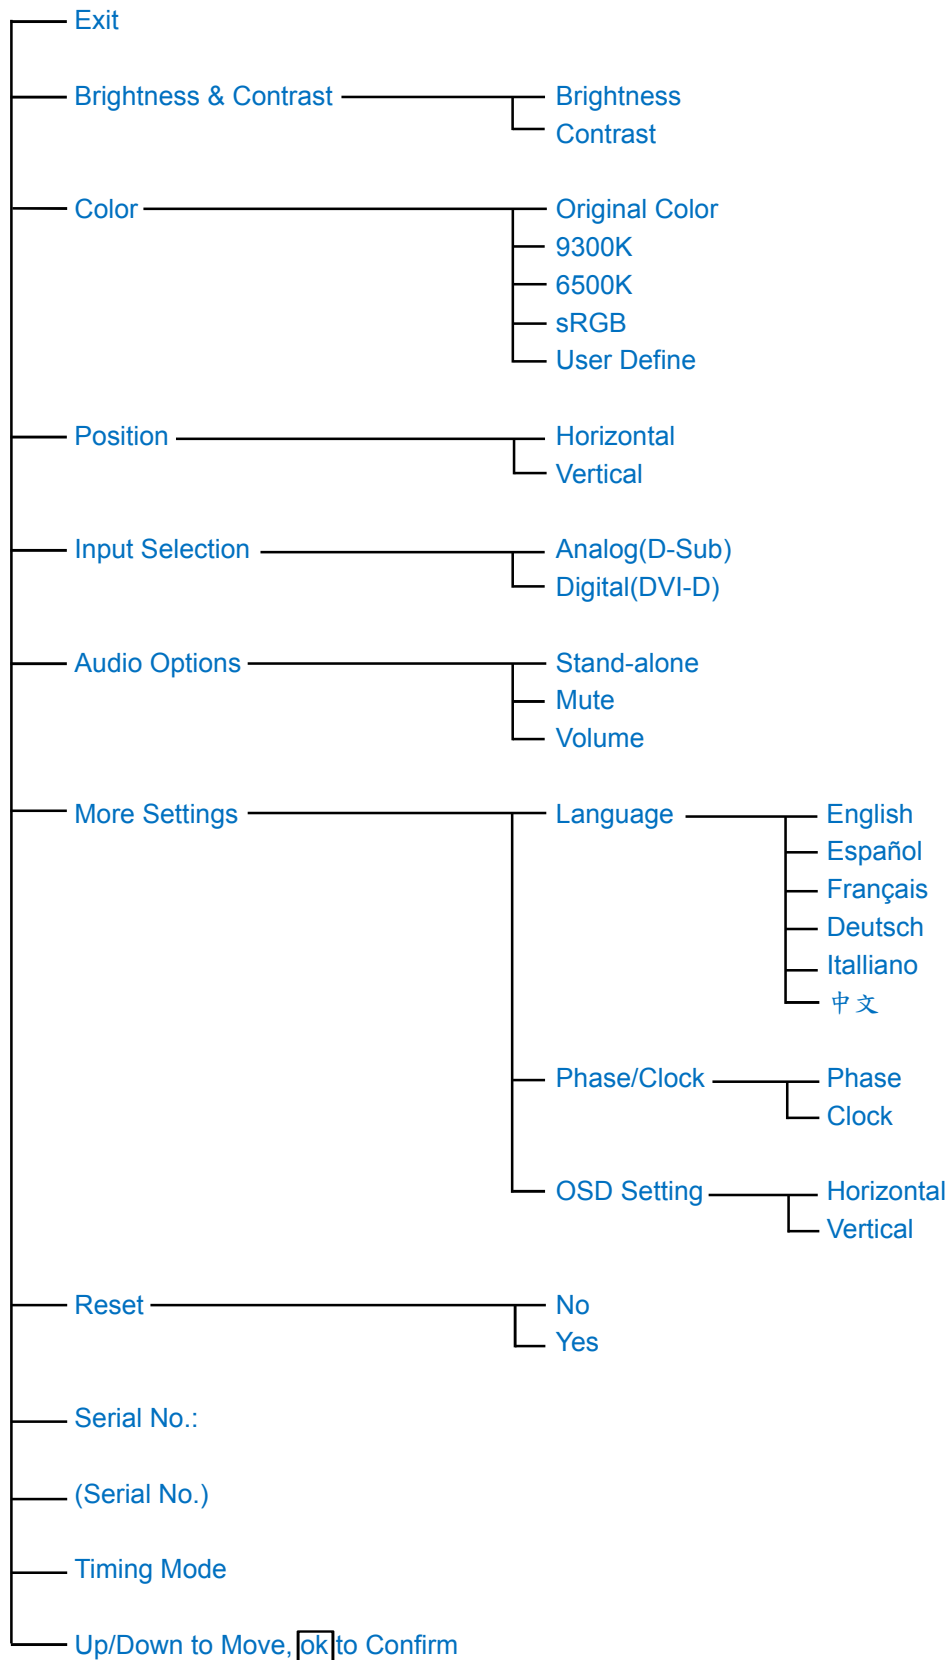 Exit
Brightness & Contrast
Brightness
Contrast
Color
Original Color
9300K
6500K
sRGB
User Define
Position
Horizontal
Vertical
Input Selection
Analog(D-Sub)
Digital(DVI-D)
Audio Options
Stand-alone
Mute
Volume
More Settings
Language
English
Español
Français
Deutsch
Italliano
中文
Phase/Clock
Phase
Clock
OSD Setting
Horizontal
Vertical
Reset
No
Yes
Serial No.:
(Serial No.)
Timing Mode
Up/Down to Move, ok to Confirm